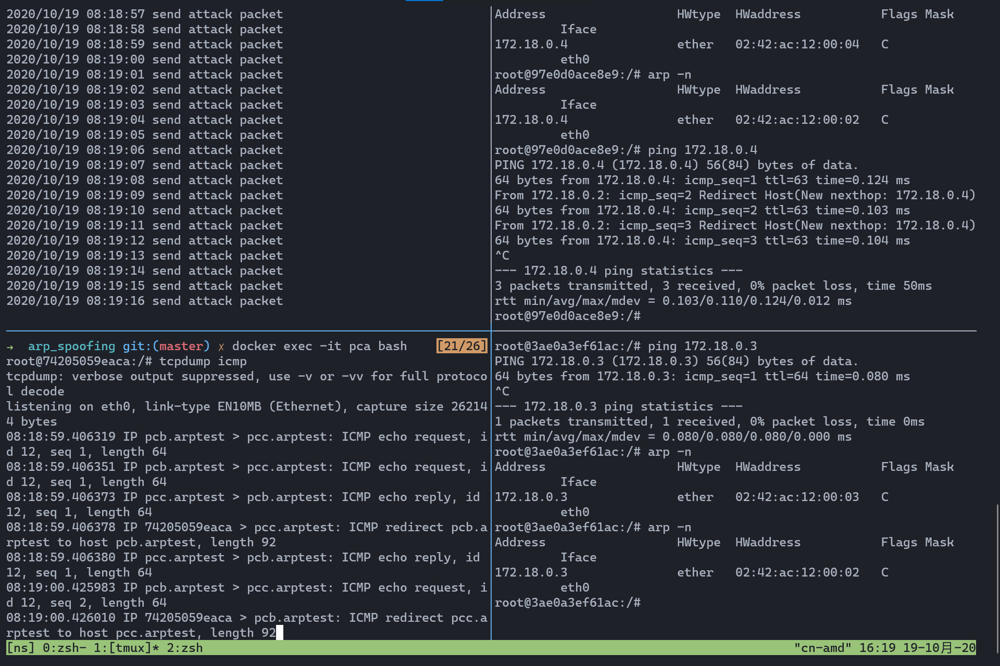 2020/10/19 08:18:57 send attack packet
2020/10/19 08:18:58 send attack packet
2020/10/19 08:18:59 send attack packet
2020/10/19 08:19:00 send attack packet
2020/10/19 08:19:01 send attack packet
2020/10/19 08:19:02 send attack packet
2020/10/19 08:19:03 send attack packet
2020/10/19 08:19:04 send attack packet
2020/10/19 08:19:05 send attack packet
2020/10/19 08:19:06 send attack packet
2020/10/19 08:19:07 send attack packet
2020/10/19 08:19:08 send attack packet
2020/10/19 08:19:09 send attack packet
2020/10/19 08:19:10 send attack packet
2020/10/19 08:19:11 send attack packet
2020/10/19 08:19:12 send attack packet
2020/10/19 08:19:13 send attack packet
2020/10/19 08:19:14 send attack packet
2020/10/19 08:19:15 send attack packet
2020/10/19 08:19:16 send attack packet
Address HWtype HWaddress Flags Mask
Iface
172.18.0.4 ether 02:42:ac:12:00:04 C
eth0
root@97e0d0ace8e9:/# arp -n
Address HWtype HWaddress Flags Mask
Iface
172.18.0.4 ether 02:42:ac:12:00:02 C
eth0
root@97e0d0ace8e9:/# ping 172.18.0.4
PING 172.18.0.4 (172.18.0.4) 56(84) bytes of data.
64 bytes from 172.18.0.4: icmp_seq=1 ttl=63 time=0.124 ms
From 172.18.0.2: icmp_seq=2 Redirect Host(New nexthop: 172.18.0.4)
64 bytes from 172.18.0.4: icmp_seq=2 ttl=63 time=0.103 ms
From 172.18.0.2: icmp_seq=3 Redirect Host(New nexthop: 172.18.0.4)
64 bytes from 172.18.0.4: icmp_seq=3 ttl=63 time=0.104 ms
^C
--- 172.18.0.4 ping statistics ---
3 packets transmitted, 3 received, 0% packet loss, time 50ms
rtt min/avg/max/mdev = 0.103/0.110/0.124/0.012 ms
root@97e0d0ace8e9:/#
→ arp_spoofing git:(master) ✗ docker exec -it pca bash [21/26]
root@74205059eaca:/# tcpdump icmp
tcpdump: verbose output suppressed, use -v or -vv for full protoco
l decode
listening on eth0, link-type EN10MB (Ethernet), capture size 26214
4 bytes
08:18:59.406319 IP pcb.arptest > pcc.arptest: ICMP echo request, i
d 12, seq 1, length 64
08:18:59.406351 IP pcb.arptest > pcc.arptest: ICMP echo request, i
d 12, seq 1, length 64
08:18:59.406373 IP pcc.arptest > pcb.arptest: ICMP echo reply, id
12, seq 1, length 64
08:18:59.406378 IP 74205059eaca > pcc.arptest: ICMP redirect pcb.a
rptest to host pcb.arptest, length 92
08:18:59.406380 IP pcc.arptest > pcb.arptest: ICMP echo reply, id
12, seq 1, length 64
08:19:00.425983 IP pcb.arptest > pcc.arptest: ICMP echo request, i
d 12, seq 2, length 64
08:19:00.426010 IP 74205059eaca > pcb.arptest: ICMP redirect pcc.a
rptest to host pcc.arptest, length 92
root@3ae0a3ef61ac:/# ping 172.18.0.3
PING 172.18.0.3 (172.18.0.3) 56(84) bytes of data.
64 bytes from 172.18.0.3: icmp_seq=1 ttl=64 time=0.080 ms
^C
--- 172.18.0.3 ping statistics ---
1 packets transmitted, 1 received, 0% packet loss, time 0ms
rtt min/avg/max/mdev = 0.080/0.080/0.080/0.000 ms
root@3ae0a3ef61ac:/# arp -n
Address HWtype HWaddress Flags Mask
Iface
172.18.0.3 ether 02:42:ac:12:00:03 C
eth0
root@3ae0a3ef61ac:/# arp -n
Address HWtype HWaddress Flags Mask
Iface
172.18.0.3 ether 02:42:ac:12:00:02 C
eth0
root@3ae0a3ef61ac:/#
[ns] 0:zsh- 1:[tmux]* 2:zsh "cn-amd" 16:19 19-10月-20